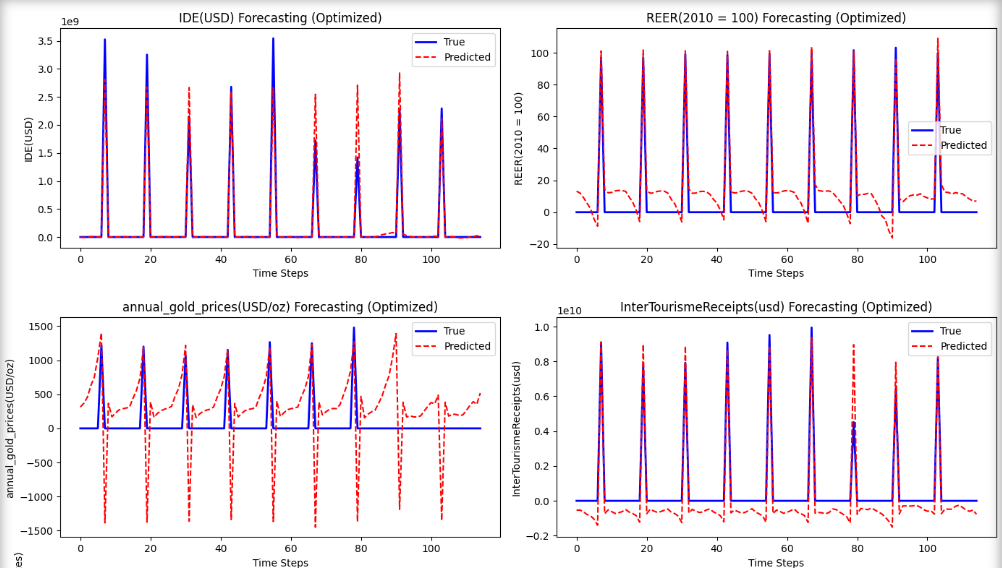 IDE(USD) Forecasting (Optimized)
1e9
3.5
3.0
2.5
2.0
1.5
1.0
0.5
0.0
IDE(USD)
0 20 40 60 80 100
Time Steps
True
Predicted
REER(2010 = 100) Forecasting (Optimized)
100
80
60
40
20
0
−20
REER(2010 = 100)
0 20 40 60 80 100
Time Steps
True
Predicted
annual_gold_prices(USD/oz) Forecasting (Optimized)
1500
1000
500
0
−500
−1000
−1500
annual_gold_prices(USD/oz)
0 20 40 60 80 100
Time Steps
True
Predicted
InterTourismeReceipts(usd) Forecasting (Optimized)
1e10
1.0
0.8
0.6
0.4
0.2
0.0
−0.2
InterTourismeReceipts(usd)
0 20 40 60 80 100
Time Steps
True
Predicted
es)